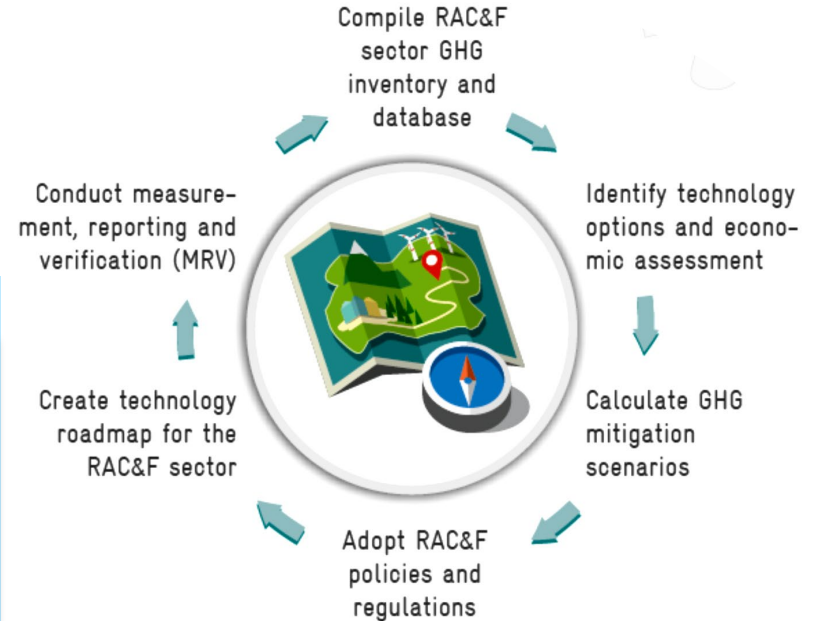 Compile RAC&F
sector GHG
inventory and
database
Identify technology
options and econo-
mic assessment
Calculate GHG
mitigation
scenarios
Adopt RAC&F
policies and
regulations
Create technology
roadmap for the
RAC&F sector
Conduct measure-
ment, reporting and
verification (MRV)